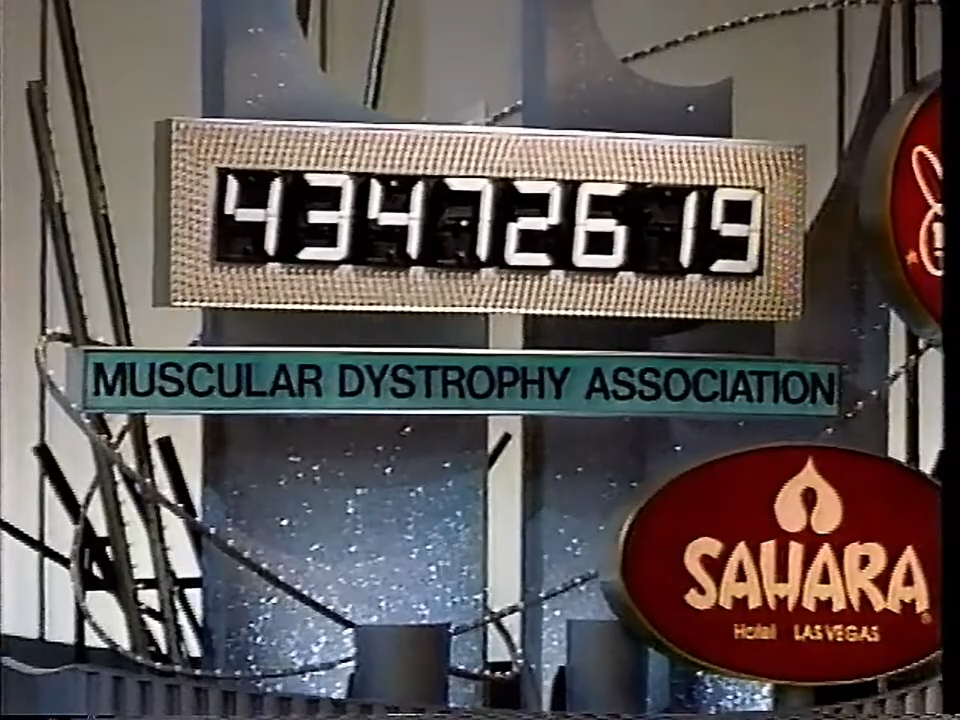 43472619
MUSCULAR DYSTROPHY ASSOCIATION
SAHARA®
Hotel LAS VEGAS